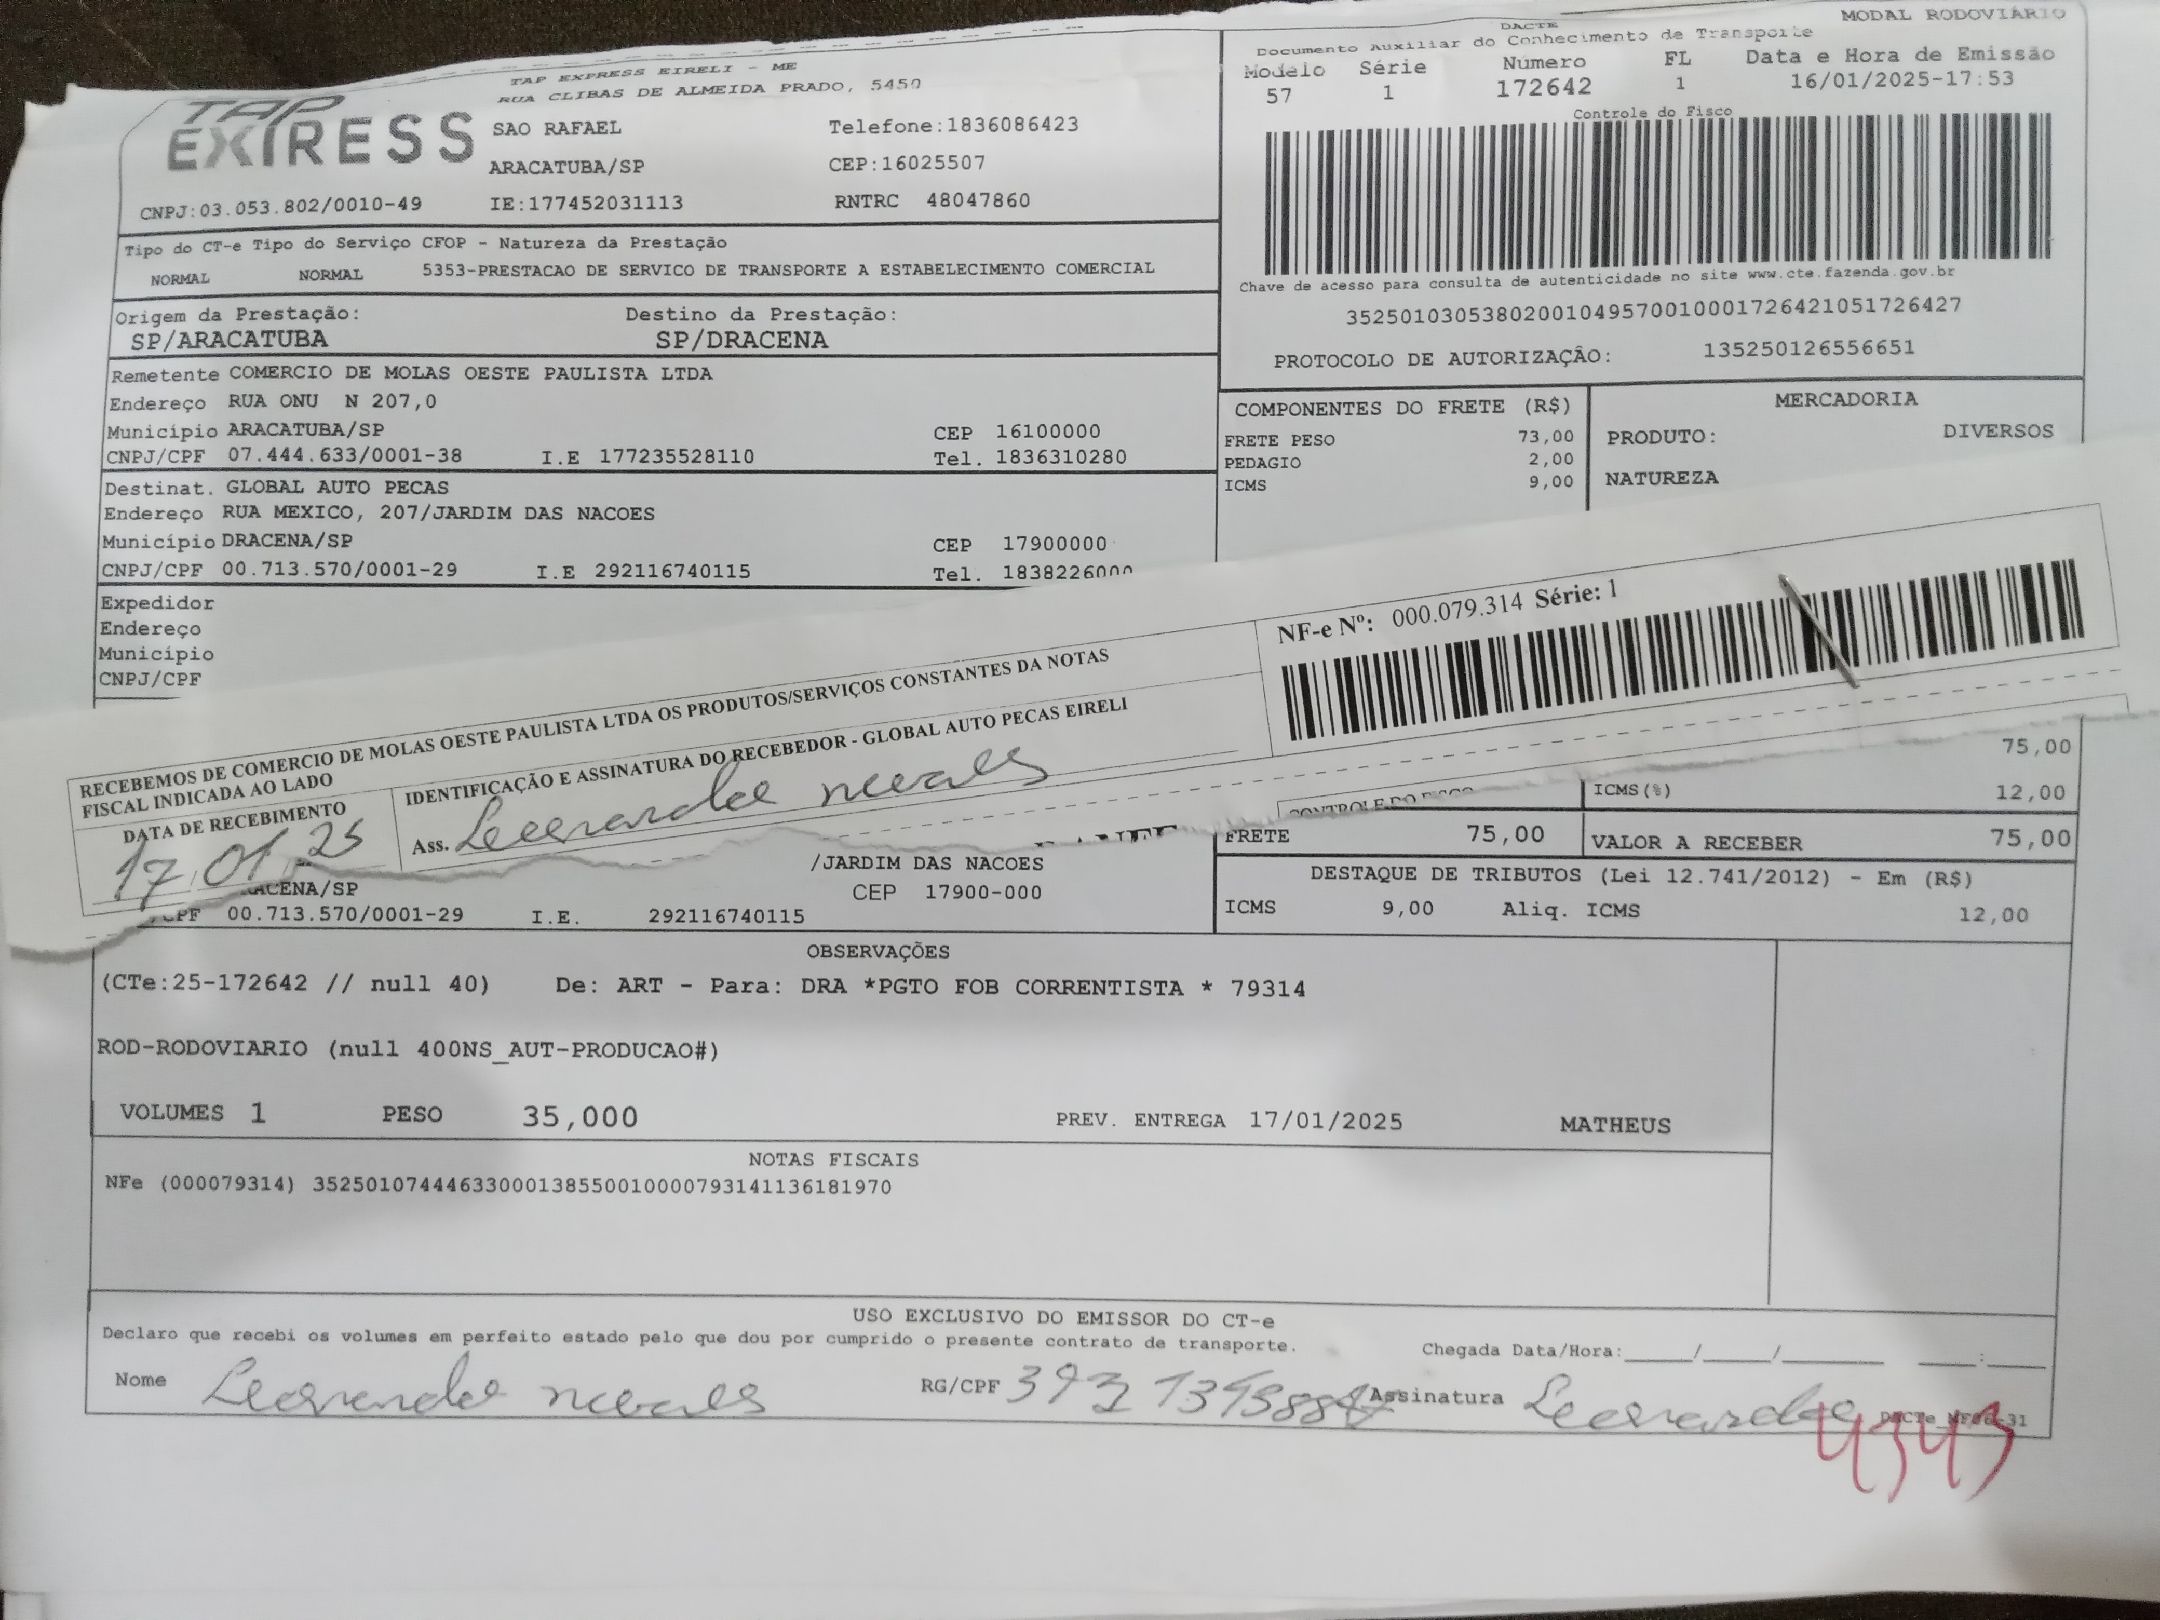 TAP EXPRESS EIRELI - ME
RUA CLIBAS DE ALMEIDA PRADO, 5450
TAP EXPRESS
SAO RAFAEL Telefone:1836086423
ARACATUBA/SP CEP:16025507
CNPJ:03.053.802/0010-49 IE:177452031113 RNTRC 48047860
MODAL RODOVIÁRIO
DACTE
Documento Auxiliar do Conhecimento de Transporte
Modelo Série Número FL Data e Hora de Emissão
57 1 172642 1 16/01/2025-17:53
Controle do Fisco
Chave de acesso para consulta de autenticidade no site www.cte.fazenda.gov.br
35250103053802001049570010001726421051726427
PROTOCOLO DE AUTORIZAÇÃO: 135250126556651
Tipo do CT-e Tipo do Serviço CFOP - Natureza da Prestação
NORMAL NORMAL 5353-PRESTACAO DE SERVICO DE TRANSPORTE A ESTABELECIMENTO COMERCIAL
Origem da Prestação: Destino da Prestação:
SP/ARACATUBA SP/DRACENA
Remetente COMERCIO DE MOLAS OESTE PAULISTA LTDA
Endereço RUA ONU N 207,0
Município ARACATUBA/SP CEP 16100000
CNPJ/CPF 07.444.633/0001-38 I.E 177235528110 Tel. 1836310280
Destinat. GLOBAL AUTO PECAS
Endereço RUA MEXICO, 207/JARDIM DAS NACOES
Município DRACENA/SP CEP 17900000
CNPJ/CPF 00.713.570/0001-29 I.E 292116740115 Tel. 1838226000
Expedidor
Endereço
Município
CNPJ/CPF
COMPONENTES DO FRETE (R$)
FRETE PESO 73,00
PEDAGIO 2,00
ICMS 9,00
MERCADORIA
PRODUTO: DIVERSOS
NATUREZA
RECEBEMOS DE COMERCIO DE MOLAS OESTE PAULISTA LTDA OS PRODUTOS/SERVIÇOS CONSTANTES DA NOTAS
FISCAL INDICADA AO LADO
DATA DE RECEBIMENTO
17 01 25
IDENTIFICAÇÃO E ASSINATURA DO RECEBEDOR - GLOBAL AUTO PECAS EIRELI
Ass.
NF-e Nº: 000.079.314 Série: 1
75,00
ICMS(%) 12,00
FRETE 75,00 VALOR A RECEBER 75,00
DESTAQUE DE TRIBUTOS (Lei 12.741/2012) - Em (R$)
ICMS 9,00 Aliq. ICMS 12,00
/JARDIM DAS NACOES
RACENA/SP CEP 17900-000
/CPF 00.713.570/0001-29 I.E. 292116740115
OBSERVAÇÕES
(CTe:25-172642 // null 40) De: ART - Para: DRA *PGTO FOB CORRENTISTA * 79314
ROD-RODOVIARIO (null 400NS_AUT-PRODUCAO#)
VOLUMES 1 PESO 35,000 PREV. ENTREGA 17/01/2025 MATHEUS
NOTAS FISCAIS
NFe (000079314) 35250107444633000138550010000793141136181970
USO EXCLUSIVO DO EMISSOR DO CT-e
Declaro que recebi os volumes em perfeito estado pelo que dou por cumprido o presente contrato de transporte.
Chegada Data/Hora:____/____/______ ____:____
Nome RG/CPF Assinatura
4343